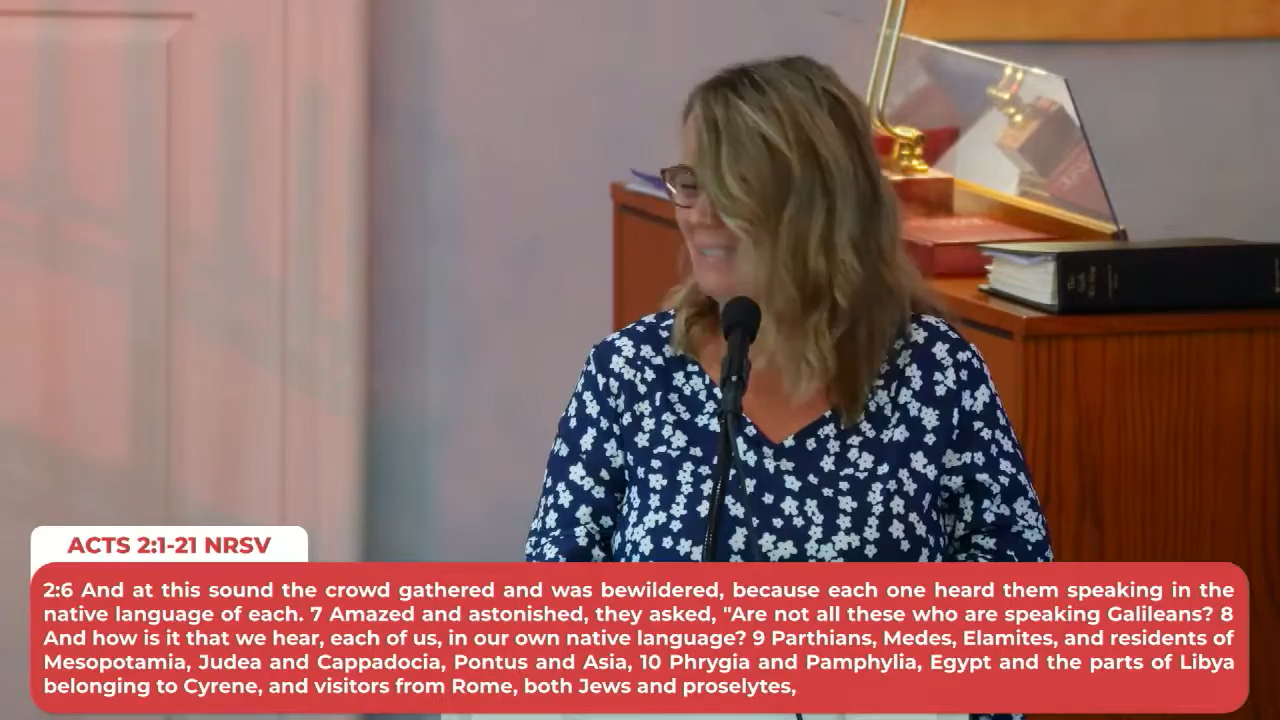 ACTS 2:1-21 NRSV
2:6 And at this sound the crowd gathered and was bewildered, because each one heard them speaking in the
native language of each. 7 Amazed and astonished, they asked, "Are not all these who are speaking Galileans? 8
And how is it that we hear, each of us, in our own native language? 9 Parthians, Medes, Elamites, and residents of
Mesopotamia, Judea and Cappadocia, Pontus and Asia, 10 Phrygia and Pamphylia, Egypt and the parts of Libya
belonging to Cyrene, and visitors from Rome, both Jews and proselytes,